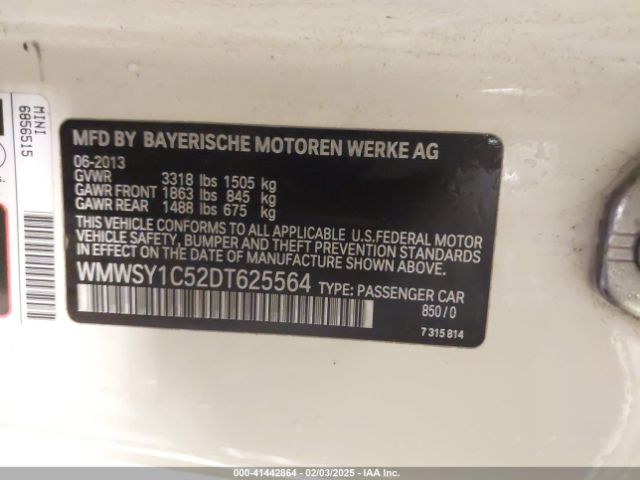 MINI
6856515
MFD BY BAYERISCHE MOTOREN WERKE AG
06-2013
GVWR 3318 lbs 1505 kg
GAWR FRONT 1863 lbs 845 kg
GAWR REAR 1488 lbs 675 kg
THIS VEHICLE CONFORMS TO ALL APPLICABLE U.S.FEDERAL MOTOR
VEHICLE SAFETY, BUMPER AND THEFT PREVENTION STANDARDS
IN EFFECT ON THE DATE OF MANUFACTURE SHOWN ABOVE.
WMWSY1C52DT625564 TYPE: PASSENGER CAR
850/0
7 315 814
000-41442864 - 02/03/2025 - IAA Inc.